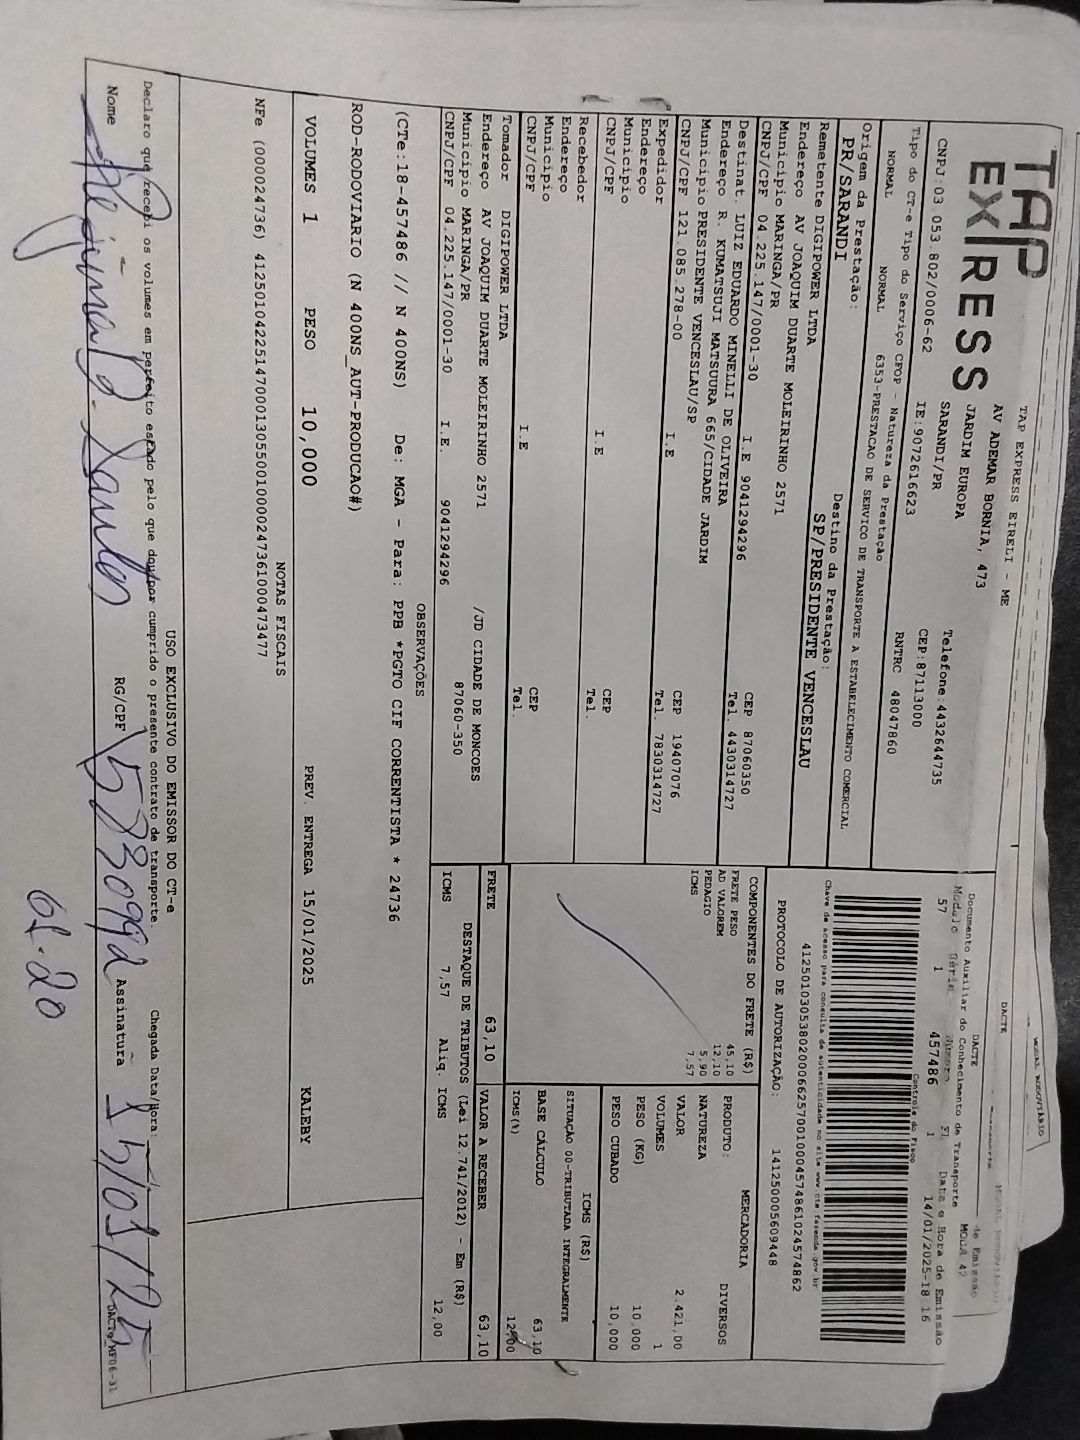 TAP
EXPRESS
TAP EXPRESS EIRELI - ME
AV ADEMAR BORNIA, 473
JARDIM EUROPA
SARANDI/PR
Telefone:4432644735
CNPJ:03.053.802/0006-62
IE:9072616623
CEP:87113000
RNTRC 48047860
Tipo do CT-e Tipo do Serviço CFOP - Natureza da Prestação
NORMAL NORMAL 6353-PRESTACAO DE SERVICO DE TRANSPORTE A ESTABELECIMENTO COMERCIAL
Origem da Prestação: Destino da Prestação:
PR/SARANDI SP/PRESIDENTE VENCESLAU
DACTE
MODAL RODOVIÁRIO
DACTE
Documento Auxiliar do Conhecimento de Transporte
Modelo Série Número Fl Data e Hora de Emissão
57 1 457486 1 14/01/2025-18:16
Controle do Fisco
Chave de acesso para consulta de autenticidade no site www.cte.fazenda.gov.br
41250103053802000662570010004574861024574862
PROTOCOLO DE AUTORIZAÇÃO: 141250005609448
Remetente DIGIPOWER LTDA
Endereço AV JOAQUIM DUARTE MOLEIRINHO 2571
Município MARINGA/PR CEP 87060350
CNPJ/CPF 04.225.147/0001-30 I.E 9041294296 Tel. 4430314727
Destinat. LUIZ EDUARDO MINELLI DE OLIVEIRA
Endereço R. KUMATSUJI MATSUURA 665/CIDADE JARDIM
Município PRESIDENTE VENCESLAU/SP CEP 19407076
CNPJ/CPF 121.085.278-00 I.E Tel. 7830314727
Expedidor
Endereço
Município CEP
CNPJ/CPF I.E Tel.
Recebedor
Endereço
Município CEP
CNPJ/CPF I.E Tel.
Tomador DIGIPOWER LTDA
Endereço AV JOAQUIM DUARTE MOLEIRINHO 2571 /JD CIDADE DE MONCOES
Município MARINGA/PR 87060-350
CNPJ/CPF 04.225.147/0001-30 I.E. 9041294296
COMPONENTES DO FRETE (R$)
FRETE PESO 45,10
AD VALOREM 12,10
PEDAGIO 5,90
ICMS 7,57
MERCADORIA
PRODUTO: DIVERSOS
NATUREZA
VALOR 2.421,00
VOLUMES 1
PESO (KG) 10,000
PESO CUBADO 10,000
ICMS (R$)
SITUAÇÃO 00-TRIBUTADA INTEGRALMENTE
BASE CÁLCULO 63,10
ICMS(%) 12,00
FRETE 63,10 VALOR A RECEBER 63,10
DESTAQUE DE TRIBUTOS (Lei 12.741/2012) - Em (R$)
ICMS 7,57 Aliq. ICMS 12,00
OBSERVAÇÕES
(CTe:18-457486 // N 400NS) De: MGA - Para: PPB *PGTO CIF CORRENTISTA * 24736
ROD-RODOVIARIO (N 400NS_AUT-PRODUCAO#)
VOLUMES 1 PESO 10,000 PREV. ENTREGA 15/01/2025 KALEBY
NOTAS FISCAIS
NFe (000024736) 41250104225147000130550010000247361000473477
USO EXCLUSIVO DO EMISSOR DO CT-e
Declaro que recebi os volumes em perfeito estado pelo que dou por cumprido o presente contrato de transporte. Chegada Data/Hora:
Nome RG/CPF Assinatura 15/01/25
DACTe_MF06-31